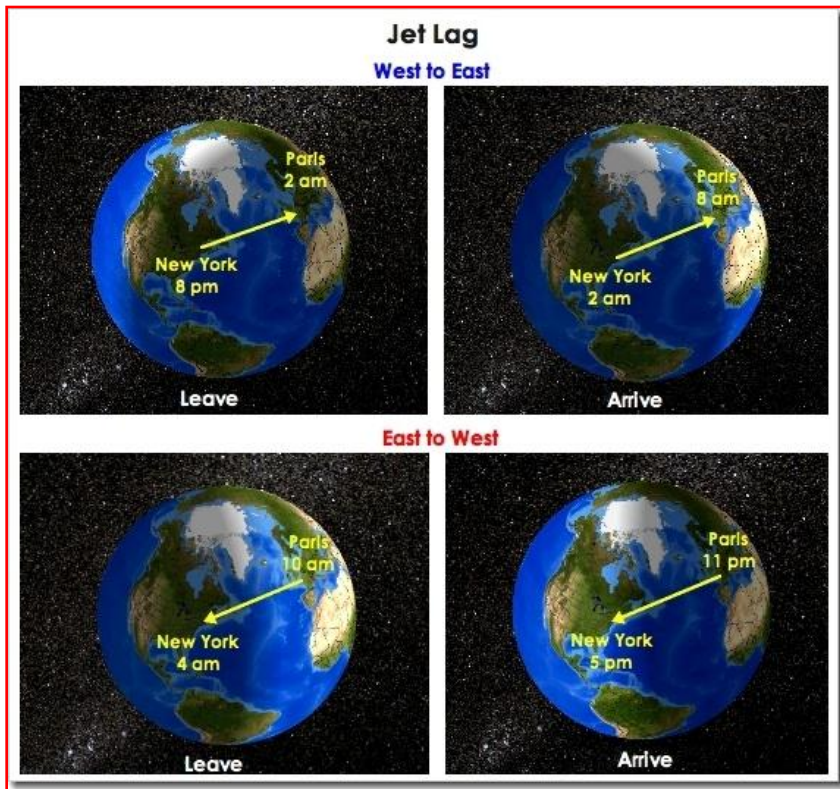 Jet Lag
West to East
Paris
2 am
New York
8 pm
Leave
Paris
8 am
New York
2 am
Arrive
East to West
Paris
10 am
New York
4 am
Leave
Paris
11 pm
New York
5 pm
Arrive